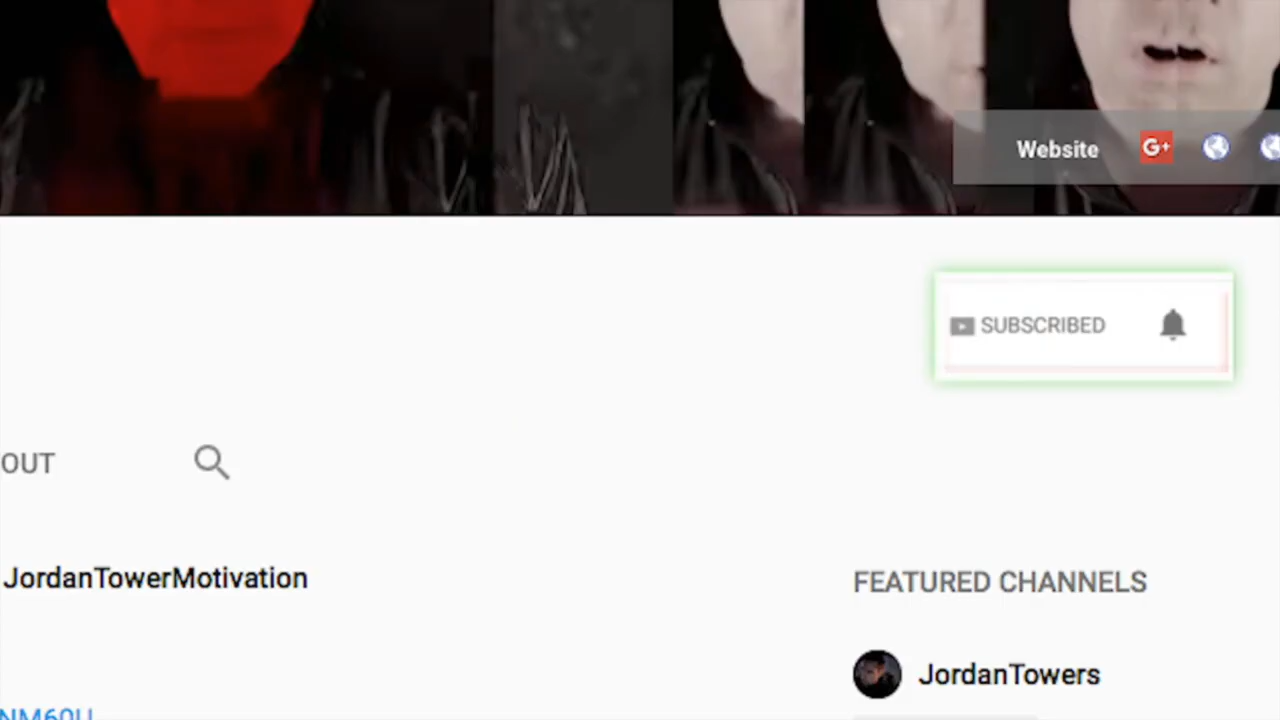 Website G+
SUBSCRIBED
OUT
JordanTowerMotivation
FEATURED CHANNELS
JordanTowers